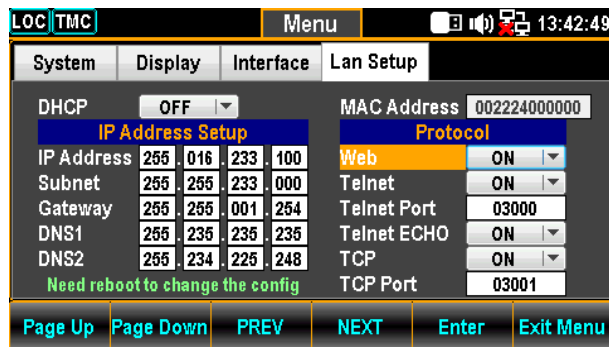 LOC TMC Menu 13:42:49
System Display Interface Lan Setup
DHCP OFF
IP Address Setup
IP Address 255 . 016 . 233 . 100
Subnet 255 . 255 . 233 . 000
Gateway 255 . 255 . 001 . 254
DNS1 255 . 235 . 235 . 235
DNS2 255 . 234 . 225 . 248
Need reboot to change the config
MAC Address 002224000000
Protocol
Web ON
Telnet ON
Telnet Port 03000
Telnet ECHO ON
TCP ON
TCP Port 03001
Page Up Page Down PREV NEXT Enter Exit Menu